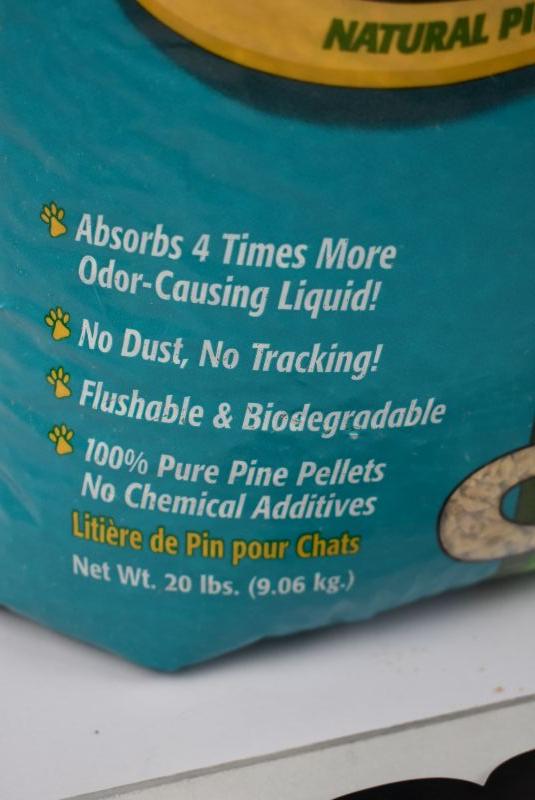 NATURAL
Absorbs 4 Times More
Odor-Causing Liquid!
No Dust, No Tracking!
Flushable & Biodegradable
100% Pure Pine Pellets
No Chemical Additives
Litière de Pin pour Chats
Net Wt. 20 lbs. (9.06 kg.)